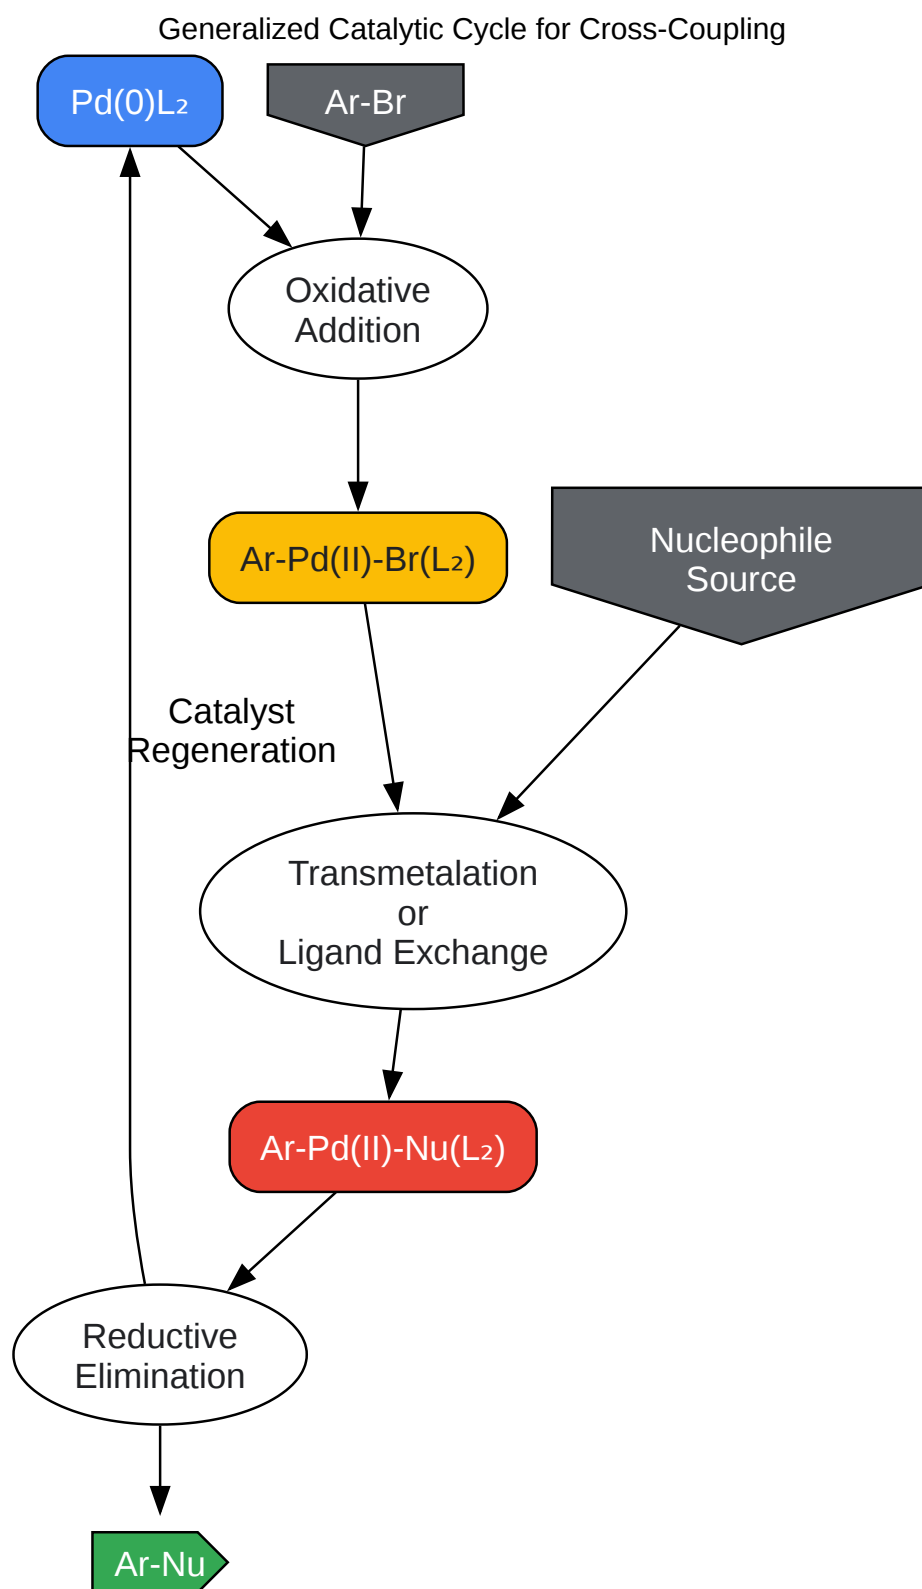 Generalized Catalytic Cycle for Cross-Coupling
Pd(0)L₂
Ar-Br
Oxidative
Addition
Ar-Pd(II)-Br(L₂)
Nucleophile
Source
Catalyst
Regeneration
Transmetalation
or
Ligand Exchange
Ar-Pd(II)-Nu(L₂)
Reductive
Elimination
Ar-Nu